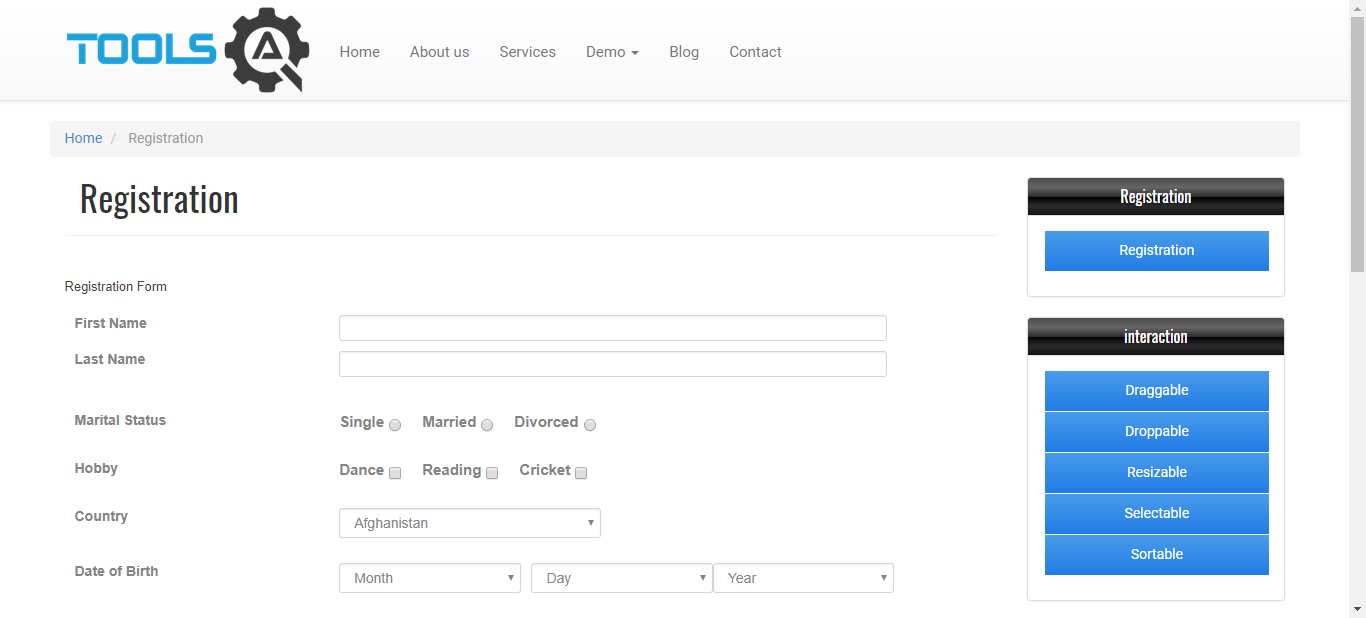 TOOLS QA
Home About us Services Demo Blog Contact
Home / Registration
Registration
Registration Form
First Name
Last Name
Marital Status Single Married Divorced
Hobby Dance Reading Cricket
Country Afghanistan
Date of Birth Month Day Year
Registration
Registration
interaction
Draggable
Droppable
Resizable
Selectable
Sortable